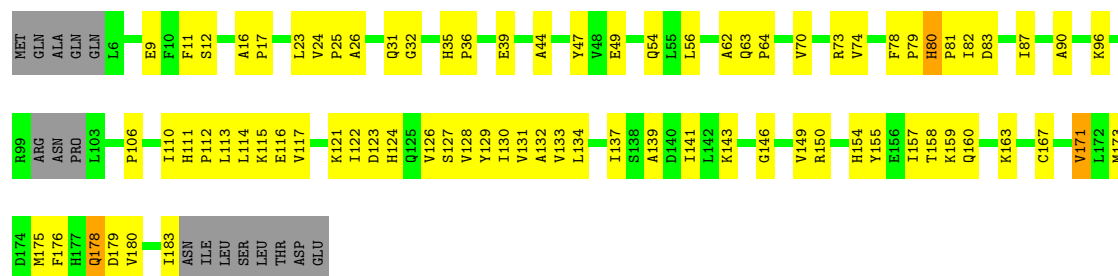 MET GLN ALA GLN GLN L6 E9 F10 F11 S12 A16 P17 L23 V24 P25 A26 Q31 G32 H35 P36 E39 A44 Y47 V48 E49 Q54 L55 L56 A62 Q63 P64 V70 R73 V74 F78 P79 H80 P81 I82 D83 I87 A90 K96
R99 ARG ASN PRO L103 P106 I110 H111 P112 L113 L114 K115 E116 V117 K121 I122 D123 H124 Q125 V126 S127 V128 Y129 I130 V131 A132 V133 L134 I137 S138 A139 D140 I141 L142 K143 G146 V149 R150 H154 Y155 E156 I157 T158 K159 Q160 K163 C167 V171 L172 M173
D174 M175 F176 H177 Q178 D179 V180 I183 ASN ILE LEU SER LEU THR ASP GLU